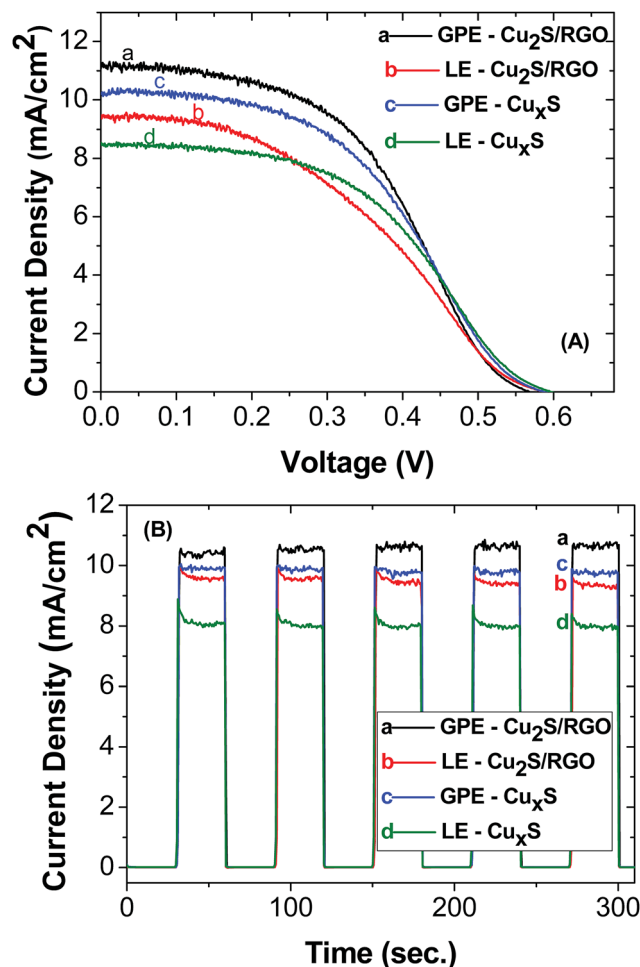 a GPE - Cu₂S/RGO
b LE - Cu₂S/RGO
c GPE - CuₓS
d LE - CuₓS
a
c
b
d
(A)
12
10
8
6
4
2
0
Current Density (mA/cm²)
0.0 0.1 0.2 0.3 0.4 0.5 0.6
Voltage (V)
(B)
12
10
8
6
4
2
0
Current Density (mA/cm²)
a
c
b
d
a GPE - Cu₂S/RGO
b LE - Cu₂S/RGO
c GPE - CuₓS
d LE - CuₓS
0 100 200 300
Time (sec.)